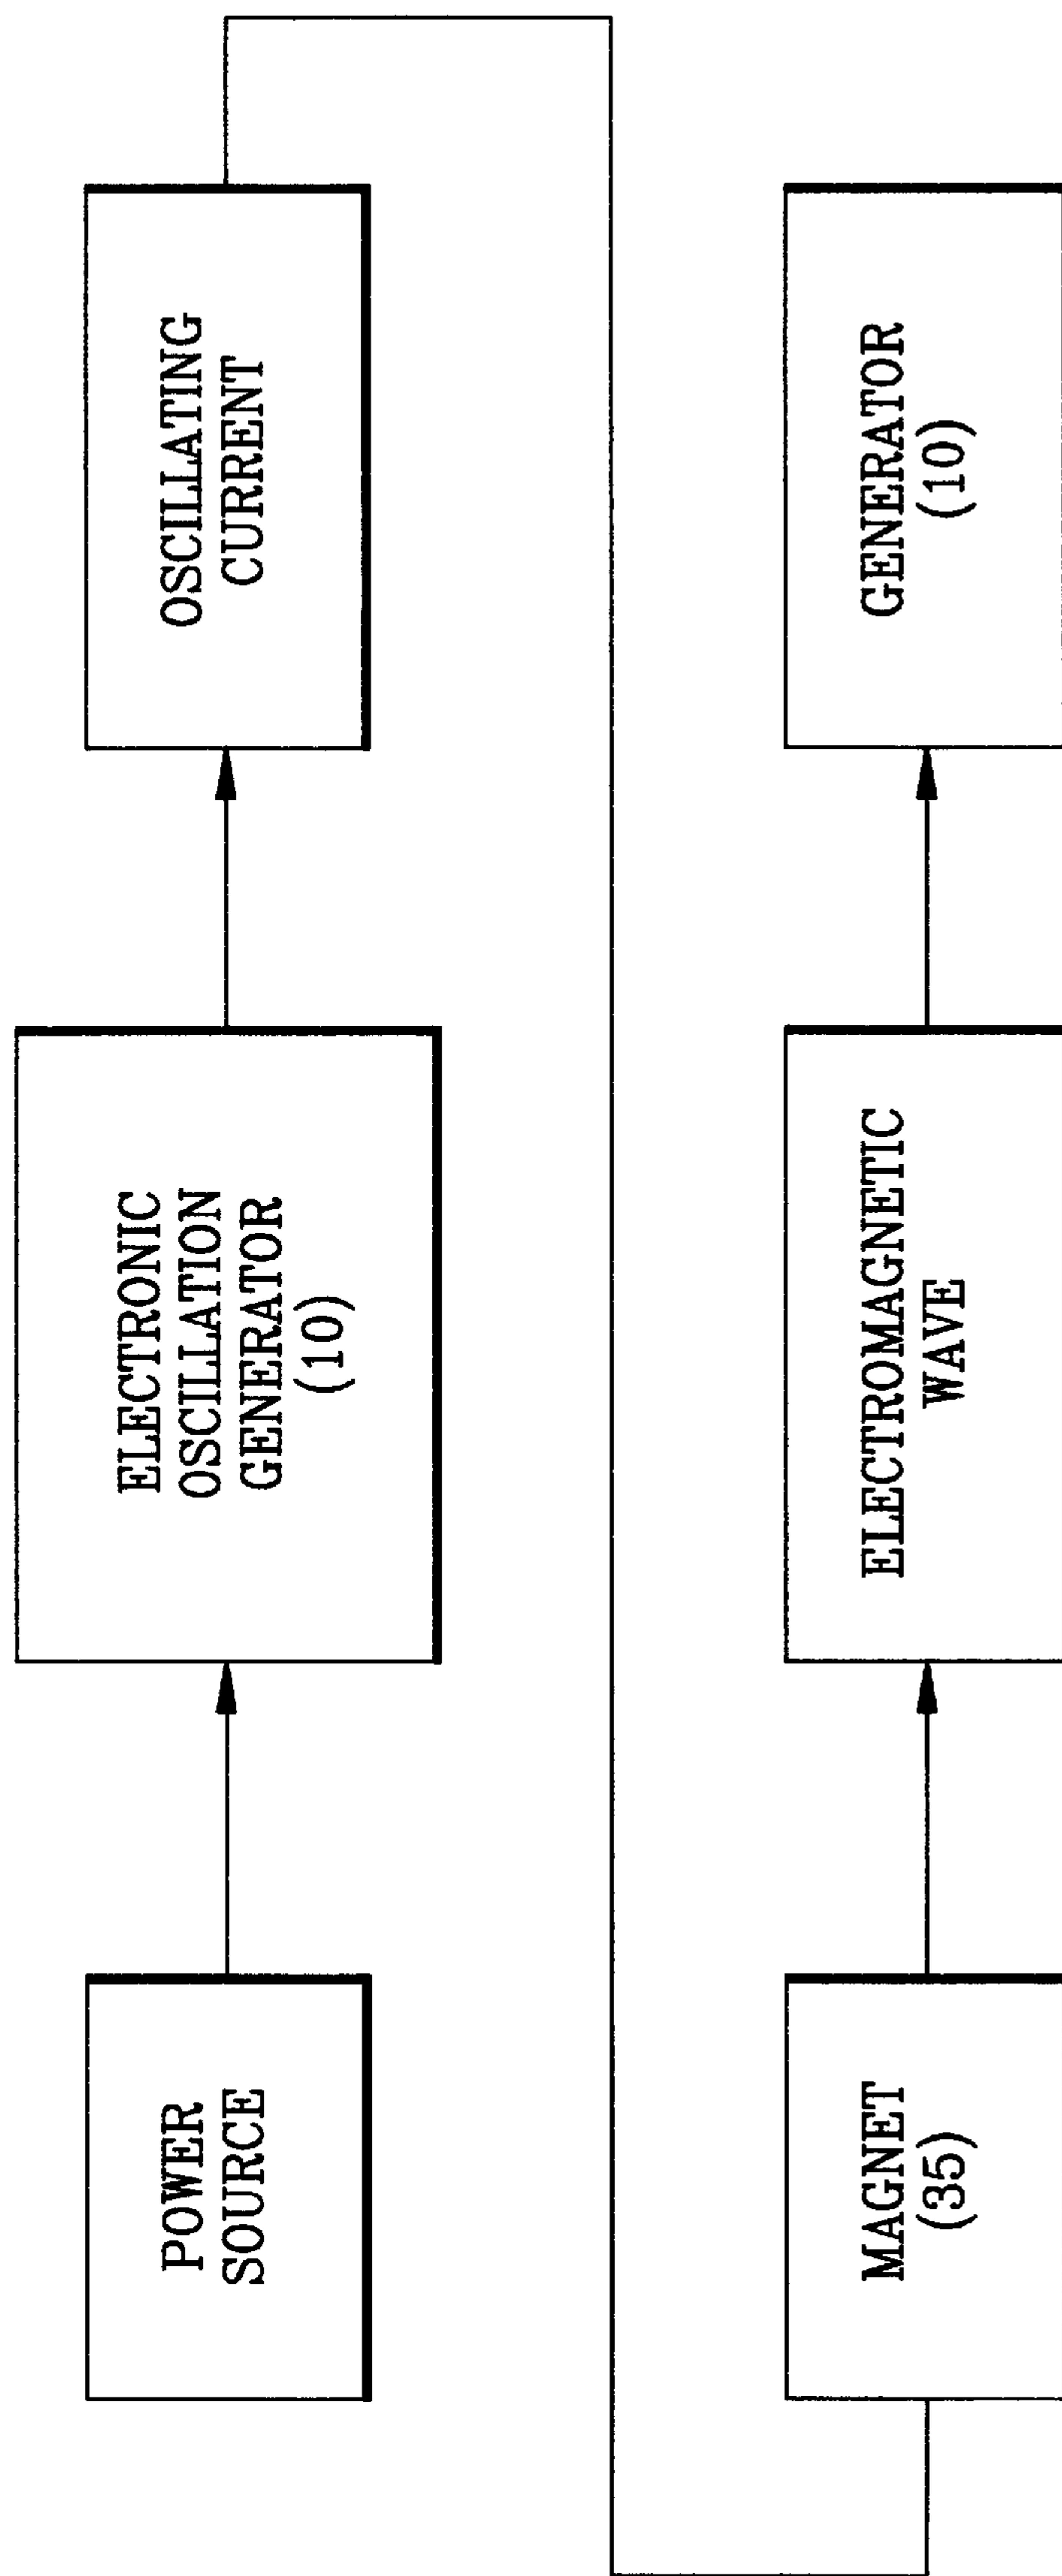 POWER
SOURCE
ELECTRONIC
OSCILLATION
GENERATOR
(10)
OSCILLATING
CURRENT
MAGNET
(35)
ELECTROMAGNETIC
WAVE
GENERATOR
(10)